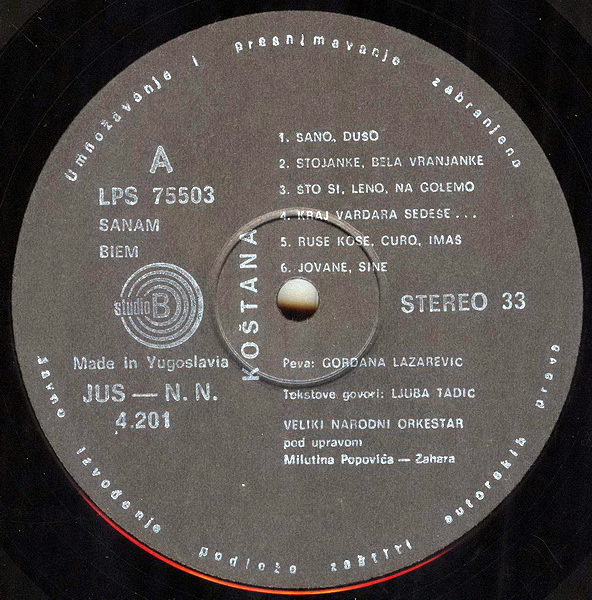 Umnožavanje i presnimavanje zabranjeno
A
LPS 75503
SANAM
BIEM
studio B
Made in Yugoslavia
JUS — N. N.
4.201
KOŠTANA
1. SANO, DUŠO
2. STOJANKE, BELA VRANJANKE
3. ŠTO SI, LENO, NA GOLEMO
4. KRAJ VARDARA SEDEŠE . . .
5. RUSE KOSE, CURO, IMAŠ
6. JOVANE, SINE
STEREO 33
Peva: GORDANA LAZAREVIĆ
Tekstove govori: LJUBA TADIĆ
VELIKI NARODNI ORKESTAR
pod upravom
Milutina Popovića — Zahara
Javno izvođenje podleže zaštiti autorskih prava